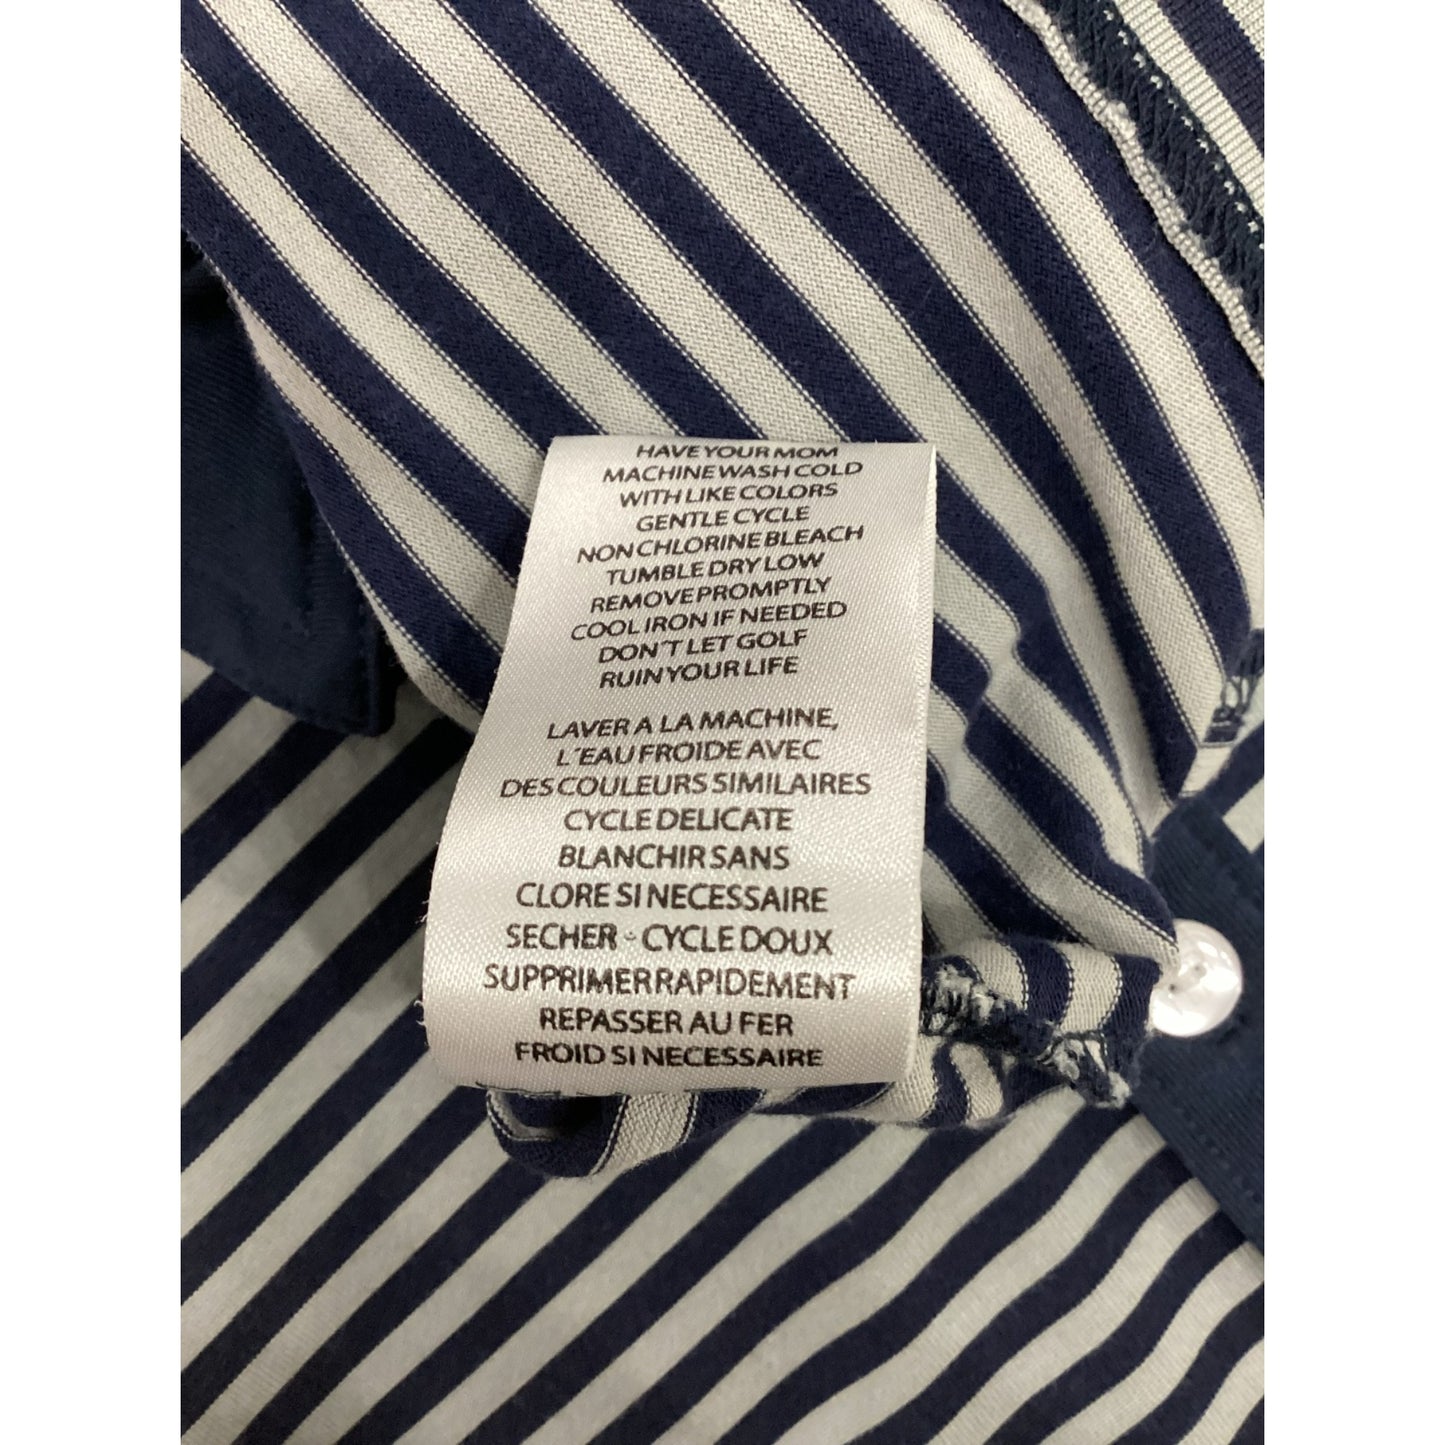 HAVE YOUR MOM
MACHINE WASH COLD
WITH LIKE COLORS
GENTLE CYCLE
NON CHLORINE BLEACH
TUMBLE DRY LOW
REMOVE PROMPTLY
COOL IRON IF NEEDED
DON'T LET GOLF
RUIN YOUR LIFE
LAVER A LA MACHINE,
L'EAU FROIDE AVEC
DES COULEURS SIMILAIRES
CYCLE DELICATE
BLANCHIR SANS
CLORE SI NECESSAIRE
SECHER - CYCLE DOUX
SUPPRIMER RAPIDEMENT
REPASSER AU FER
FROID SI NECESSAIRE